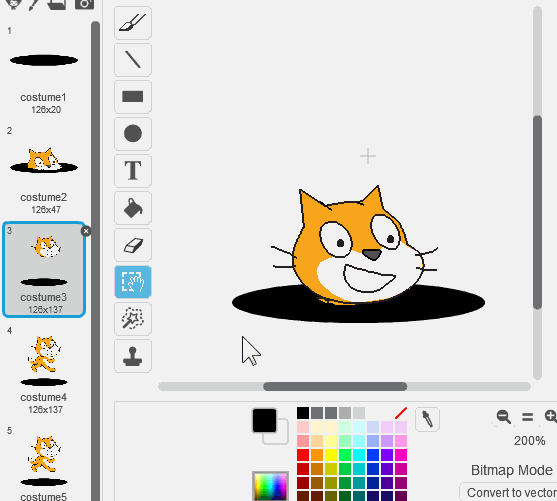 1
costume1
126x20
2
costume2
126x47
3
costume3
126x137
4
costume4
126x137
5
costume5
T
200%
Bitmap Mode
Convert to vector